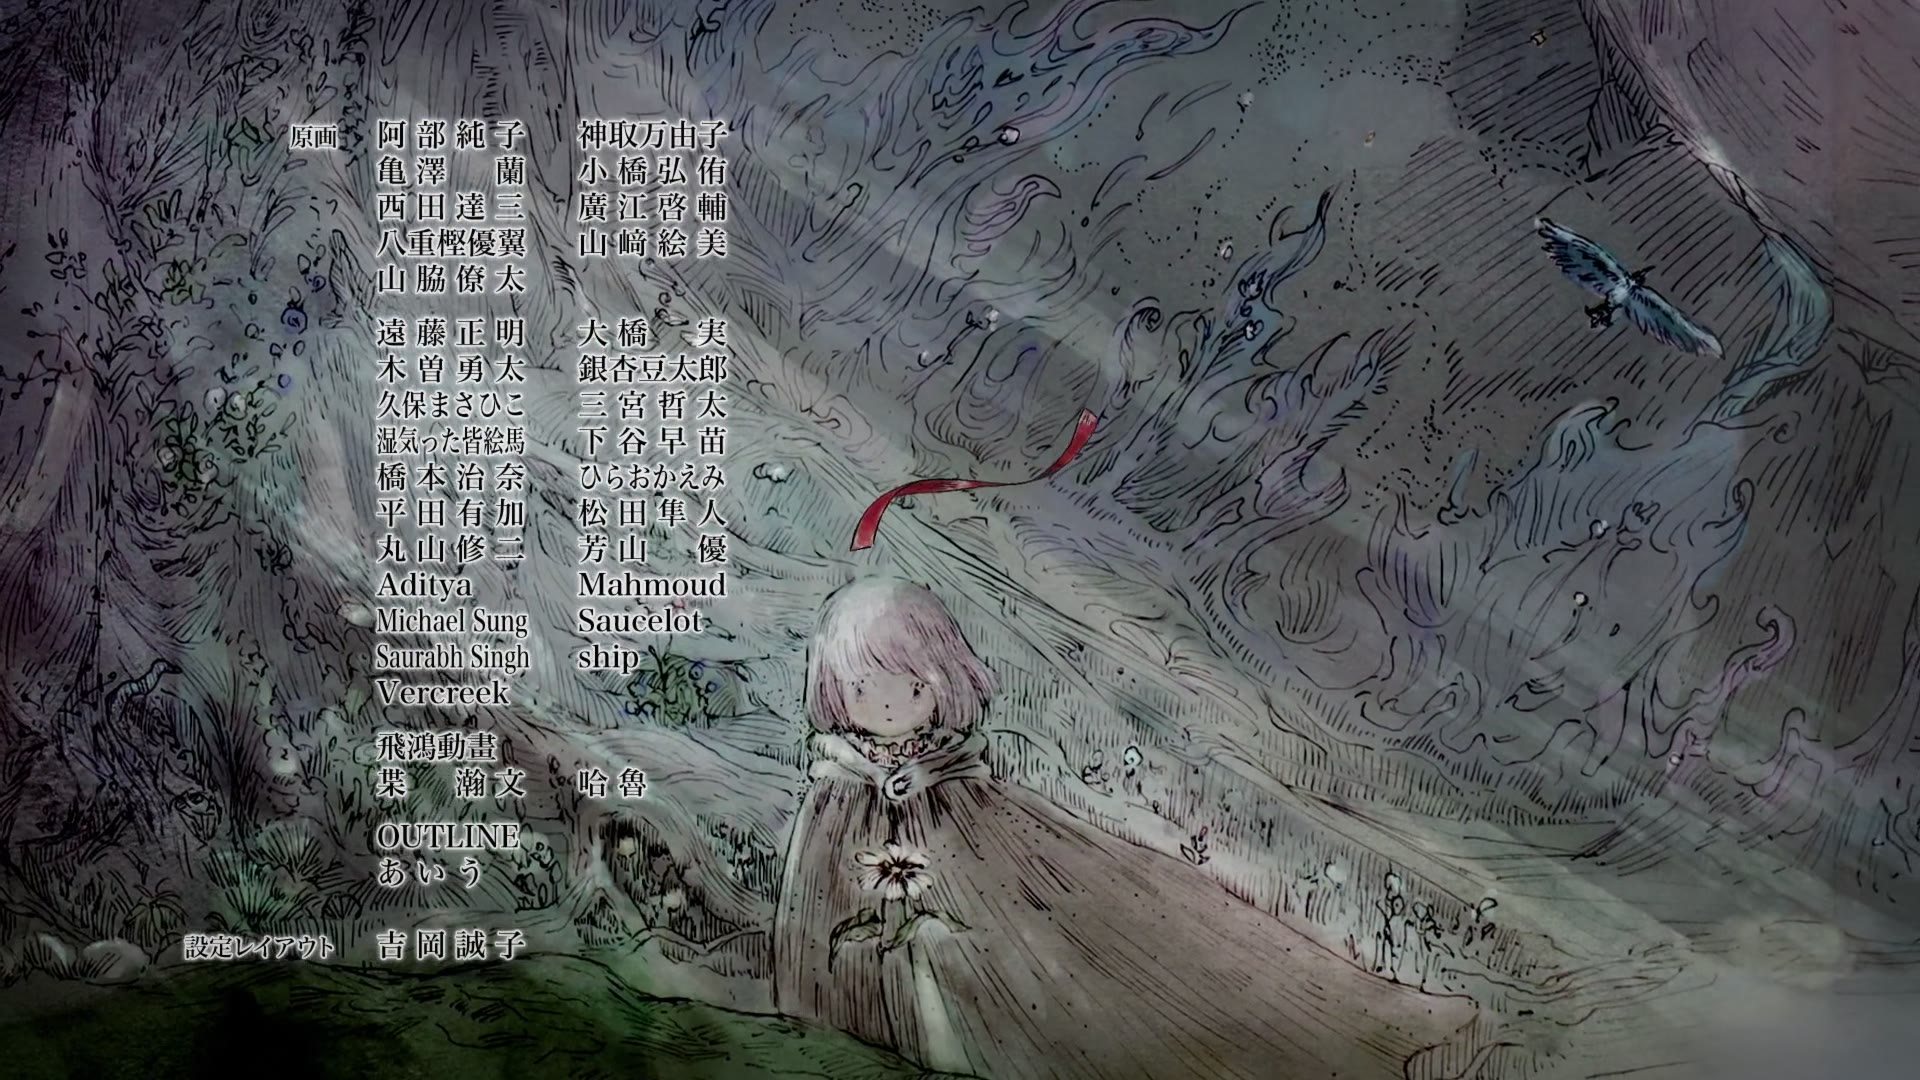 原画 阿部純子 神取万由子
亀澤蘭 小橋弘侑
西田達三 廣江啓輔
八重樫優翼 山﨑絵美
山脇僚太
遠藤正明 大橋実
木曽勇太 銀杏豆太郎
久保まさひこ 三宮哲太
湿気った皆絵馬 下谷早苗
橋本治奈 ひらおかえみ
平田有加 松田隼人
丸山修二 芳山優
Aditya Mahmoud
Michael Sung Saucelot
Saurabh Singh ship
Vercreek
飛鴻動畫
瀚文 哈魯
OUTLINE
あいう
設定レイアウト 吉岡誠子